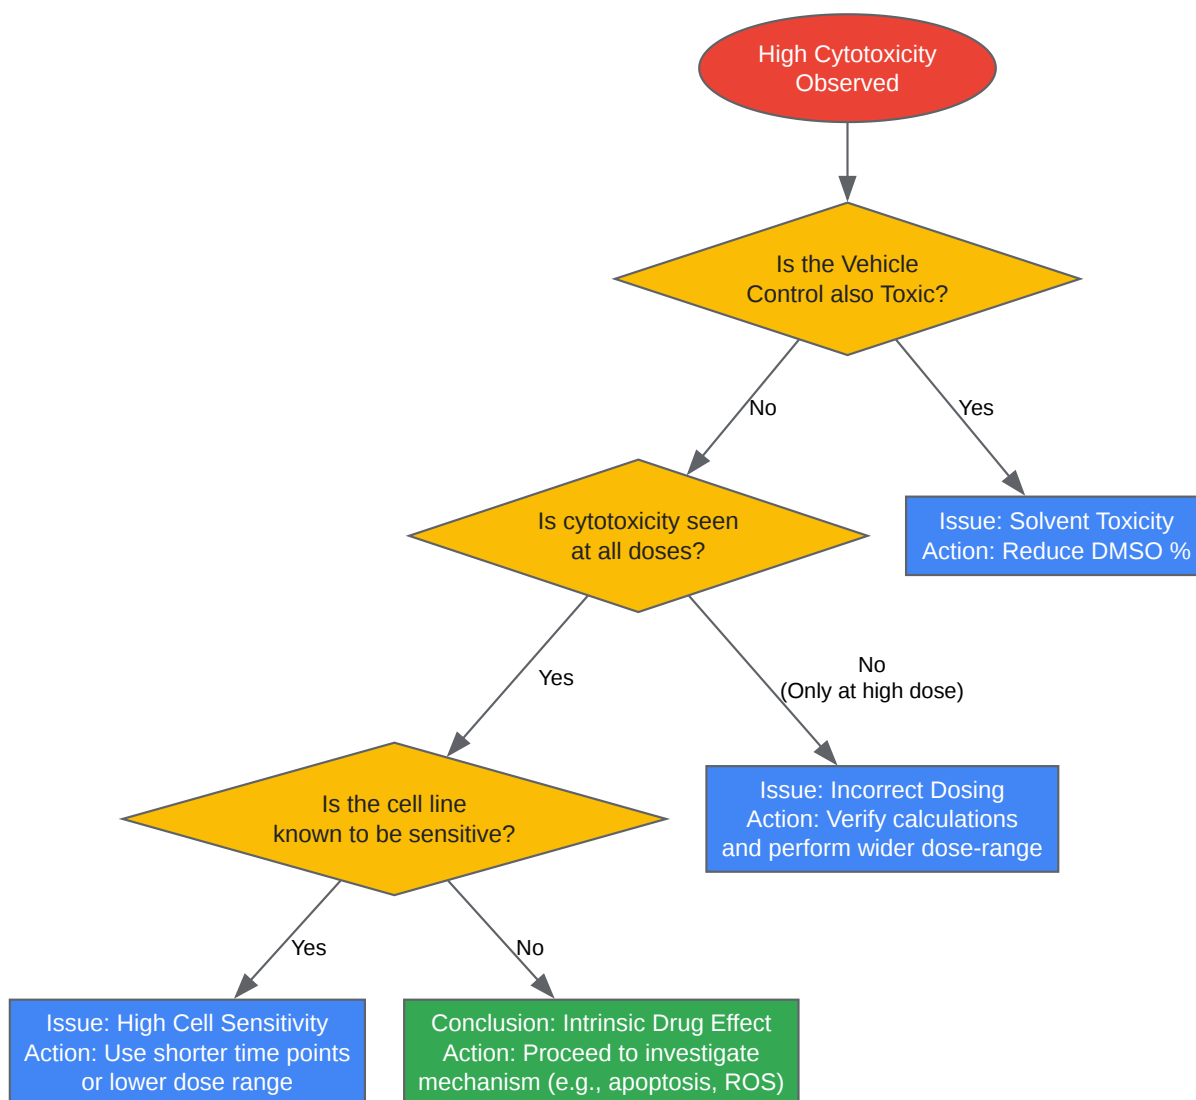 High Cytotoxicity
Observed
Is the Vehicle
Control also Toxic?
No
Yes
Is cytotoxicity seen
at all doses?
Issue: Solvent Toxicity
Action: Reduce DMSO %
Yes
No
(Only at high dose)
Is the cell line
known to be sensitive?
Issue: Incorrect Dosing
Action: Verify calculations
and perform wider dose-range
Yes
No
Issue: High Cell Sensitivity
Action: Use shorter time points
or lower dose range
Conclusion: Intrinsic Drug Effect
Action: Proceed to investigate
mechanism (e.g., apoptosis, ROS)